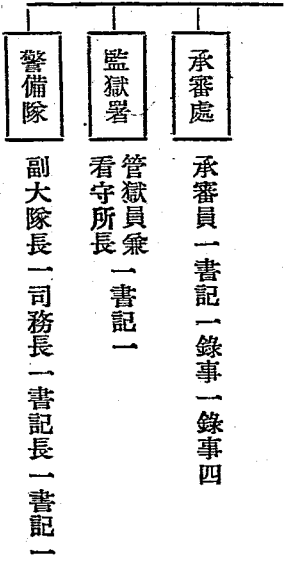 承審處
承審員一書記一錄事一錄事四
監獄署
管獄員兼
看守所長
一書記一
警備隊
副大隊長一司務長一書記長一書記一